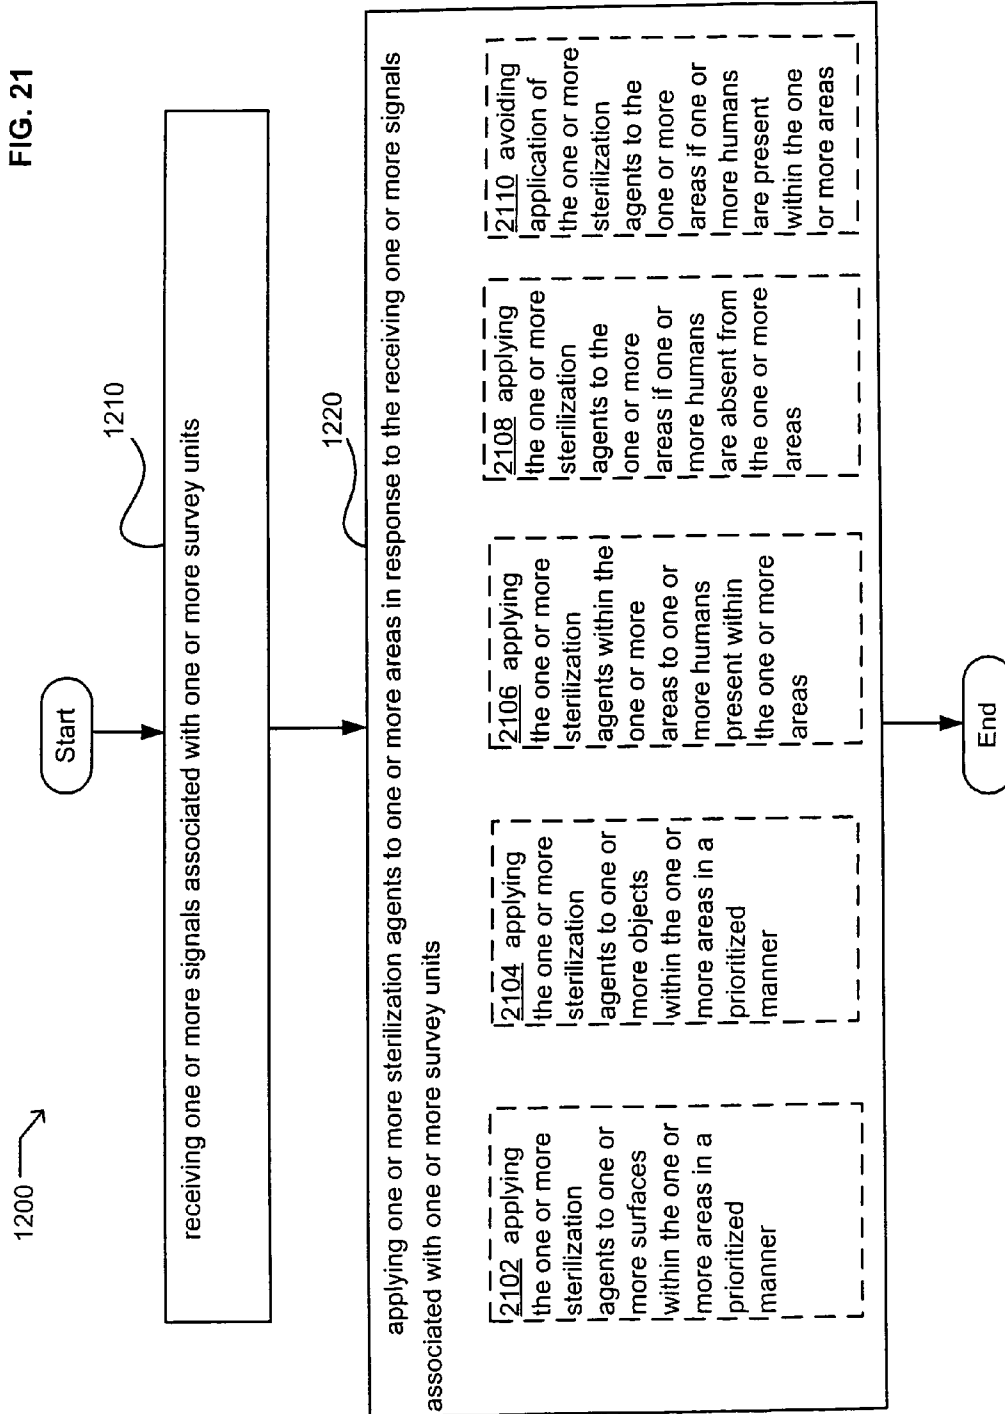 FIG. 21
1200
Start
1210
receiving one or more signals associated with one or more survey units
1220
applying one or more sterilization agents to one or more areas in response to the receiving one or more signals
associated with one or more survey units
2102 applying
the one or more
sterilization
agents to one or
more surfaces
within the one or
more areas in a
prioritized
manner
2104 applying
the one or more
sterilization
agents to one or
more objects
within the one or
more areas in a
prioritized
manner
2106 applying
the one or more
sterilization
agents within the
one or more
areas to one or
more humans
present within
the one or more
areas
2108 applying
the one or more
sterilization
agents to the
one or more
areas if one or
more humans
are absent from
the one or more
areas
2110 avoiding
application of
the one or more
sterilization
agents to the
one or more
areas if one or
more humans
are present
within the one
or more areas
End